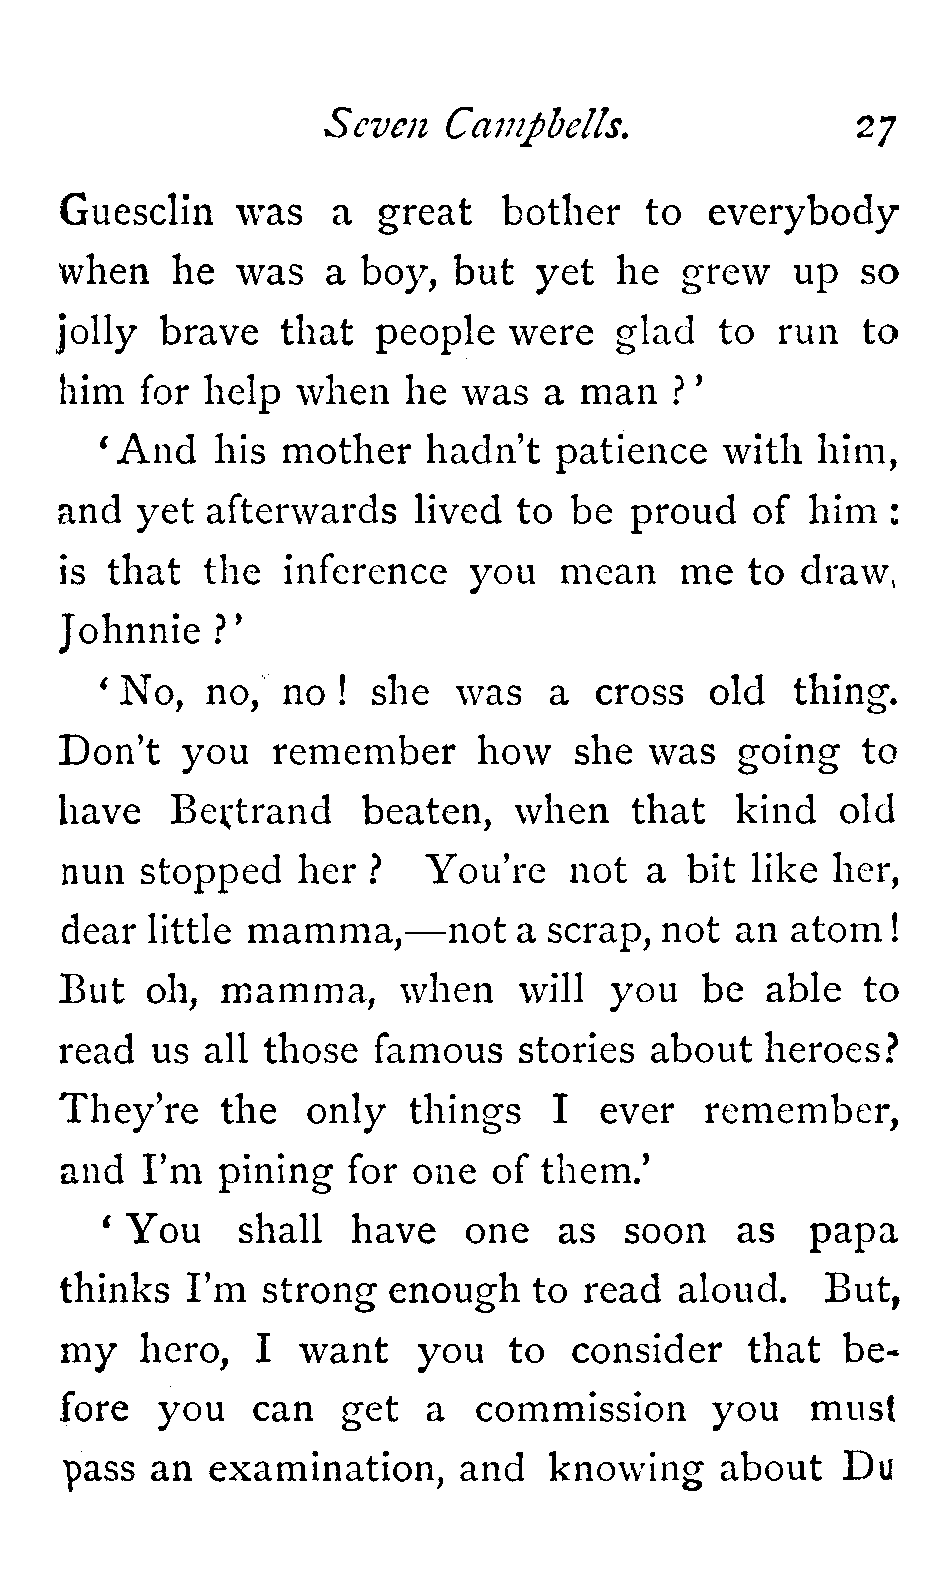 Seven Campbells. 27
Guesclin was a great bother to everybody
when he was a boy, but yet he grew up so
jolly brave that people were glad to run to
him for help when he was a man ?'
'And his mother hadn't patience with him,
and yet afterwards lived to be proud of him :
is that the inference you mean me to draw,
Johnnie ?'
'No, no, no ! she was a cross old thing.
Don't you remember how she was going to
have Bertrand beaten, when that kind old
nun stopped her ? You're not a bit like her,
dear little mamma,—not a scrap, not an atom !
But oh, mamma, when will you be able to
read us all those famous stories about heroes?
They're the only things I ever remember,
and I'm pining for one of them.'
'You shall have one as soon as papa
thinks I'm strong enough to read aloud. But,
my hero, I want you to consider that be-
fore you can get a commission you must
pass an examination, and knowing about Du